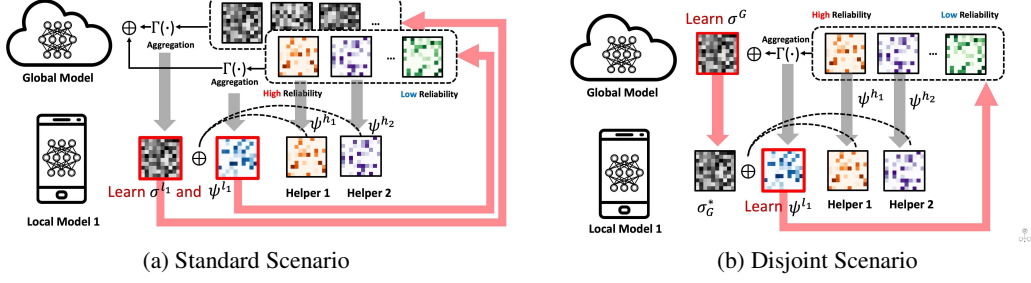 ⊕ ← Γ(·)
Aggregation
...
Global Model
Γ(·)
Aggregation
...
High Reliability
Low Reliability
ψ^{h_1}
ψ^{h_2}
⊕
Learn σ^{l_1} and ψ^{l_1}
Helper 1 Helper 2
Local Model 1
(a) Standard Scenario
Learn σ^G
High Reliability
Low Reliability
⊕ ← Γ(·)
Aggregation
...
Global Model
ψ^{h_1}
ψ^{h_2}
⊕
σ_G^*
Learn ψ^{l_1}
Helper 1 Helper 2
Local Model 1
(b) Disjoint Scenario